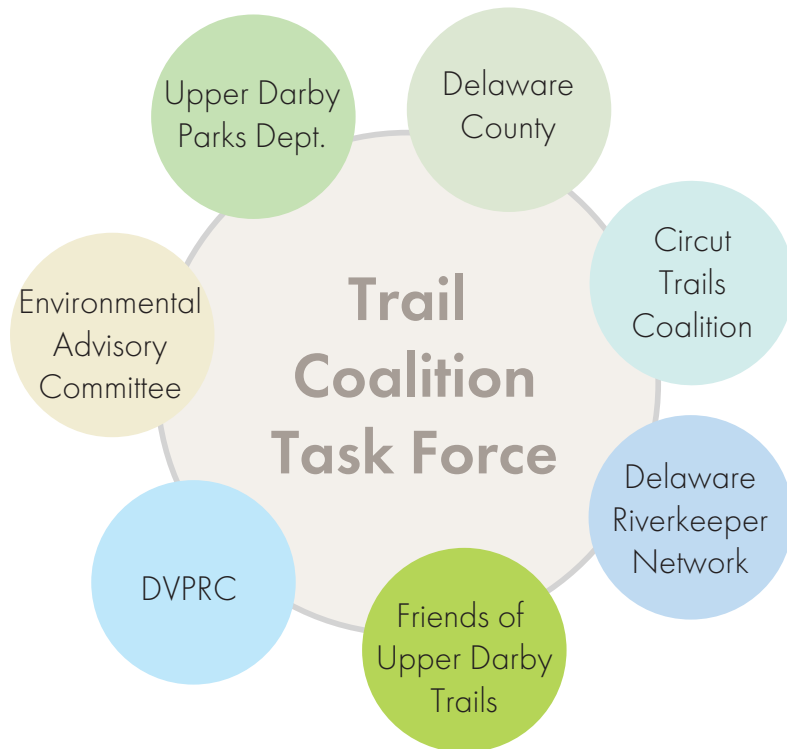 Upper Darby
Parks Dept.
Delaware
County
Circut
Trails
Coalition
Delaware
Riverkeeper
Network
Friends of
Upper Darby
Trails
DVPRC
Environmental
Advisory
Committee
Trail
Coalition
Task Force